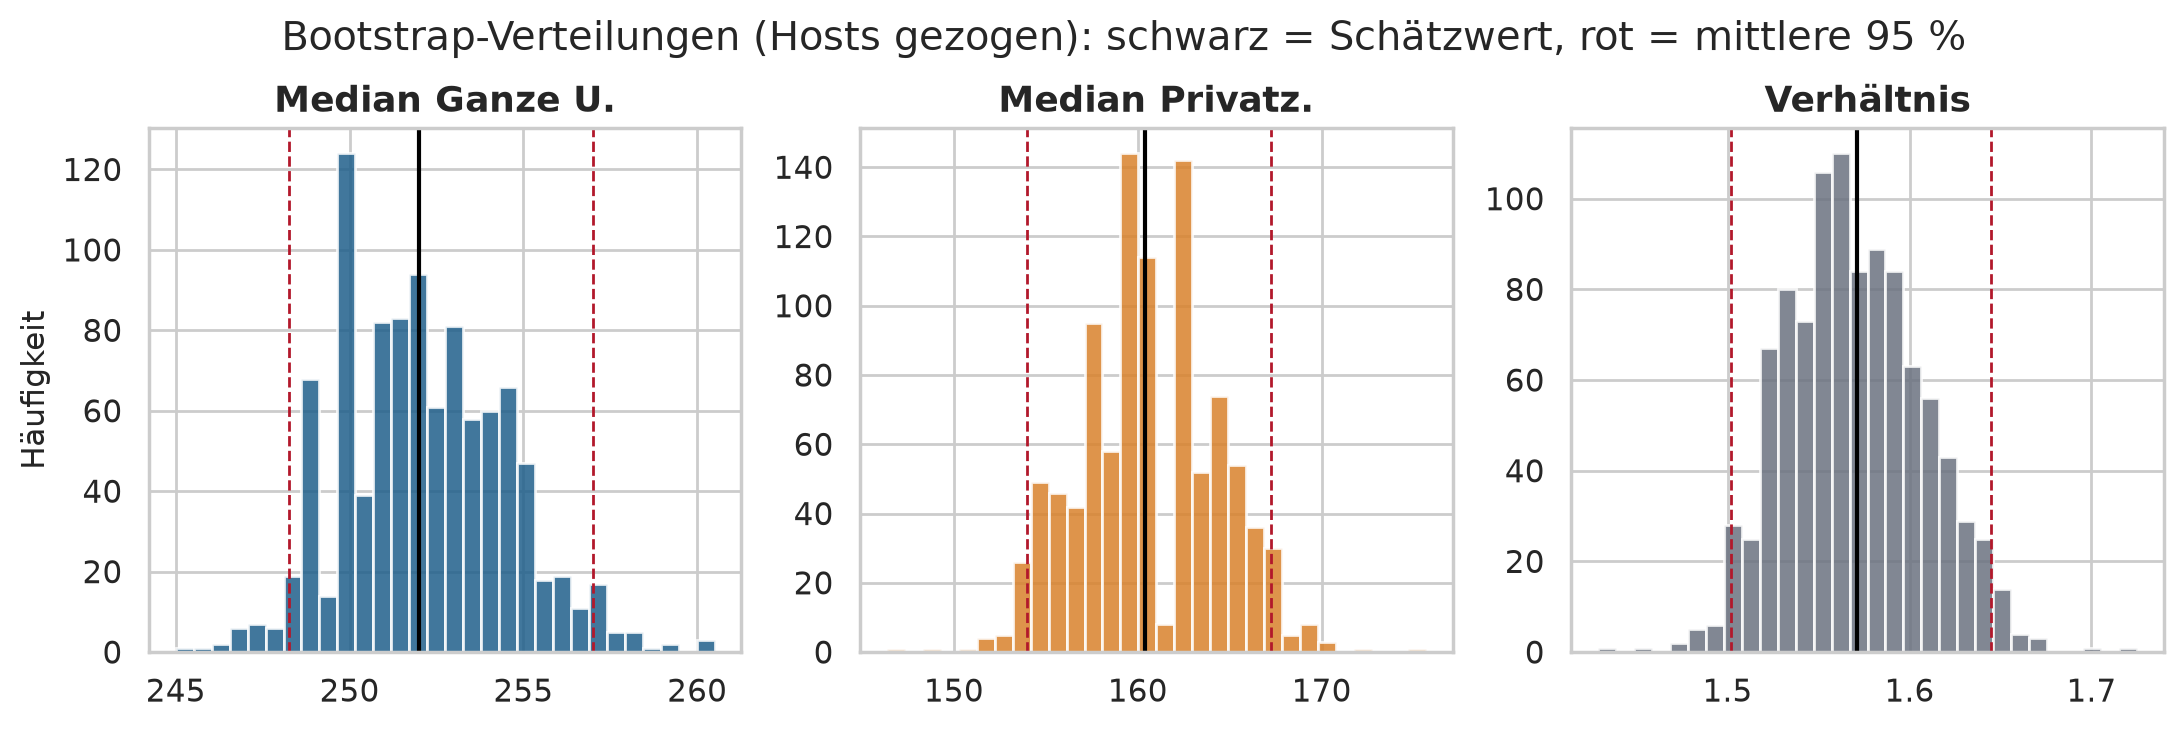 Bootstrap-Verteilungen (Hosts gezogen): schwarz = Schätzwert, rot = mittlere 95 %
Median Ganze U.
Häufigkeit
120
100
80
60
40
20
0
245 250 255 260
Median Privatz.
140
120
100
80
60
40
20
0
150 160 170
Verhältnis
100
80
60
40
20
0
1.5 1.6 1.7